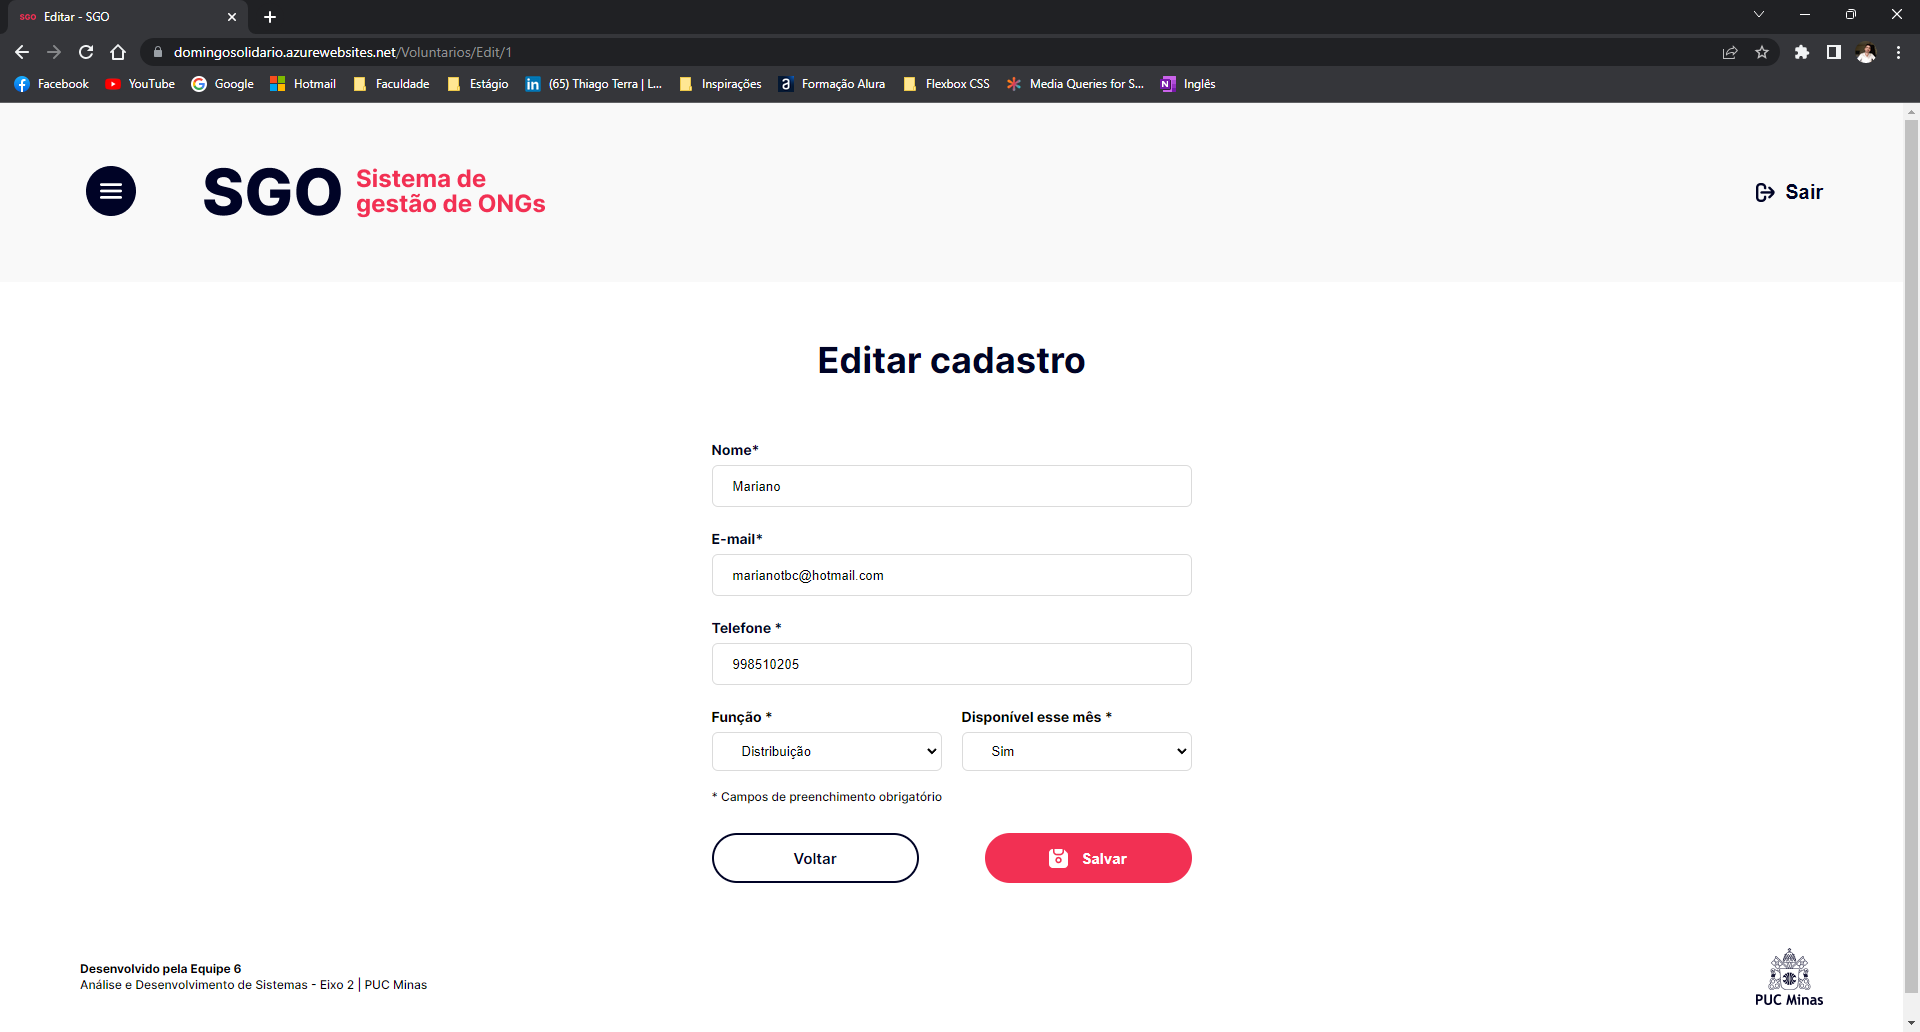 SGO Editar - SGO
domingosolidario.azurewebsites.net/Voluntarios/Edit/1
Facebook YouTube Google Hotmail Faculdade Estágio in (65) Thiago Terra | L... Inspirações a Formação Alura Flexbox CSS Media Queries for S... N Inglês
SGO Sistema de
gestão de ONGs
Sair
Editar cadastro
Nome*
Mariano
E-mail*
marianotbc@hotmail.com
Telefone *
998510205
Função * Disponível esse mês *
Distribuição Sim
* Campos de preenchimento obrigatório
Voltar Salvar
Desenvolvido pela Equipe 6
Análise e Desenvolvimento de Sistemas - Eixo 2 | PUC Minas
PUC Minas